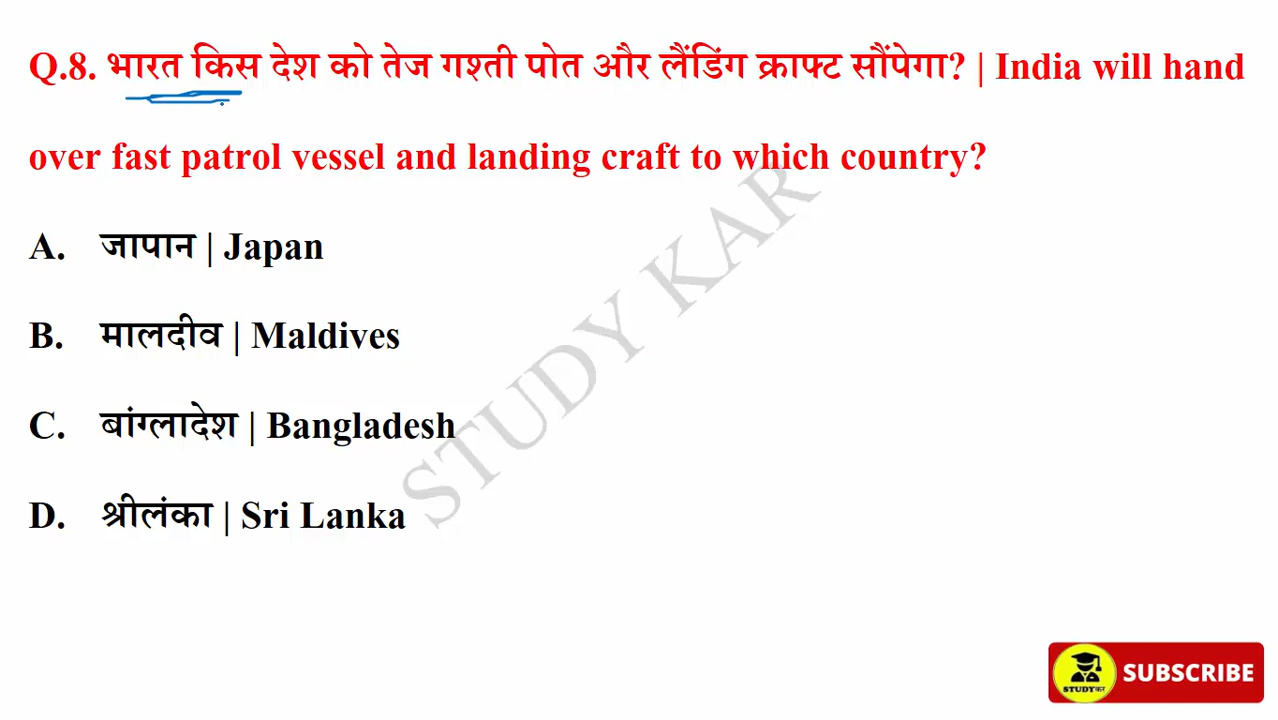 Q.8. भारत किस देश को तेज गश्ती पोत और लैंडिंग क्राफ्ट सौंपेगा? | India will hand
over fast patrol vessel and landing craft to which country?
A. जापान | Japan
B. मालदीव | Maldives
C. बांग्लादेश | Bangladesh
D. श्रीलंका | Sri Lanka
STUDY KAR
STUDYकर
SUBSCRIBE